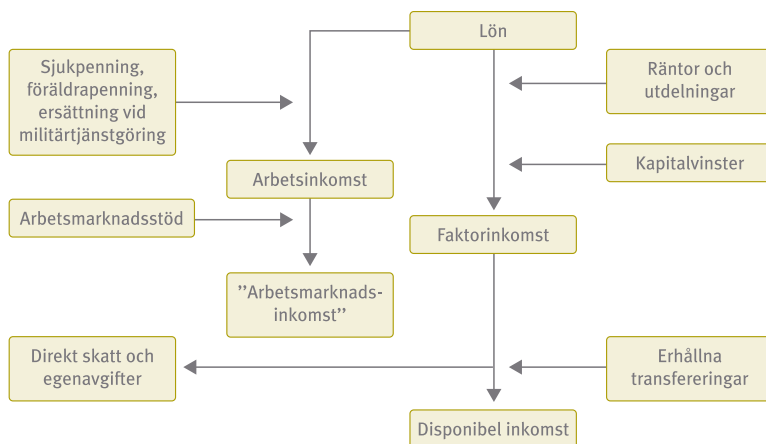 Lön
Sjukpenning,
föräldrapenning,
ersättning vid
militärtjänstgöring
Räntor och
utdelningar
Arbetsinkomst
Kapitalvinster
Arbetsmarknadsstöd
Faktorinkomst
”Arbetsmarknads-
inkomst”
Direkt skatt och
egenavgifter
Erhållna
transfereringar
Disponibel inkomst